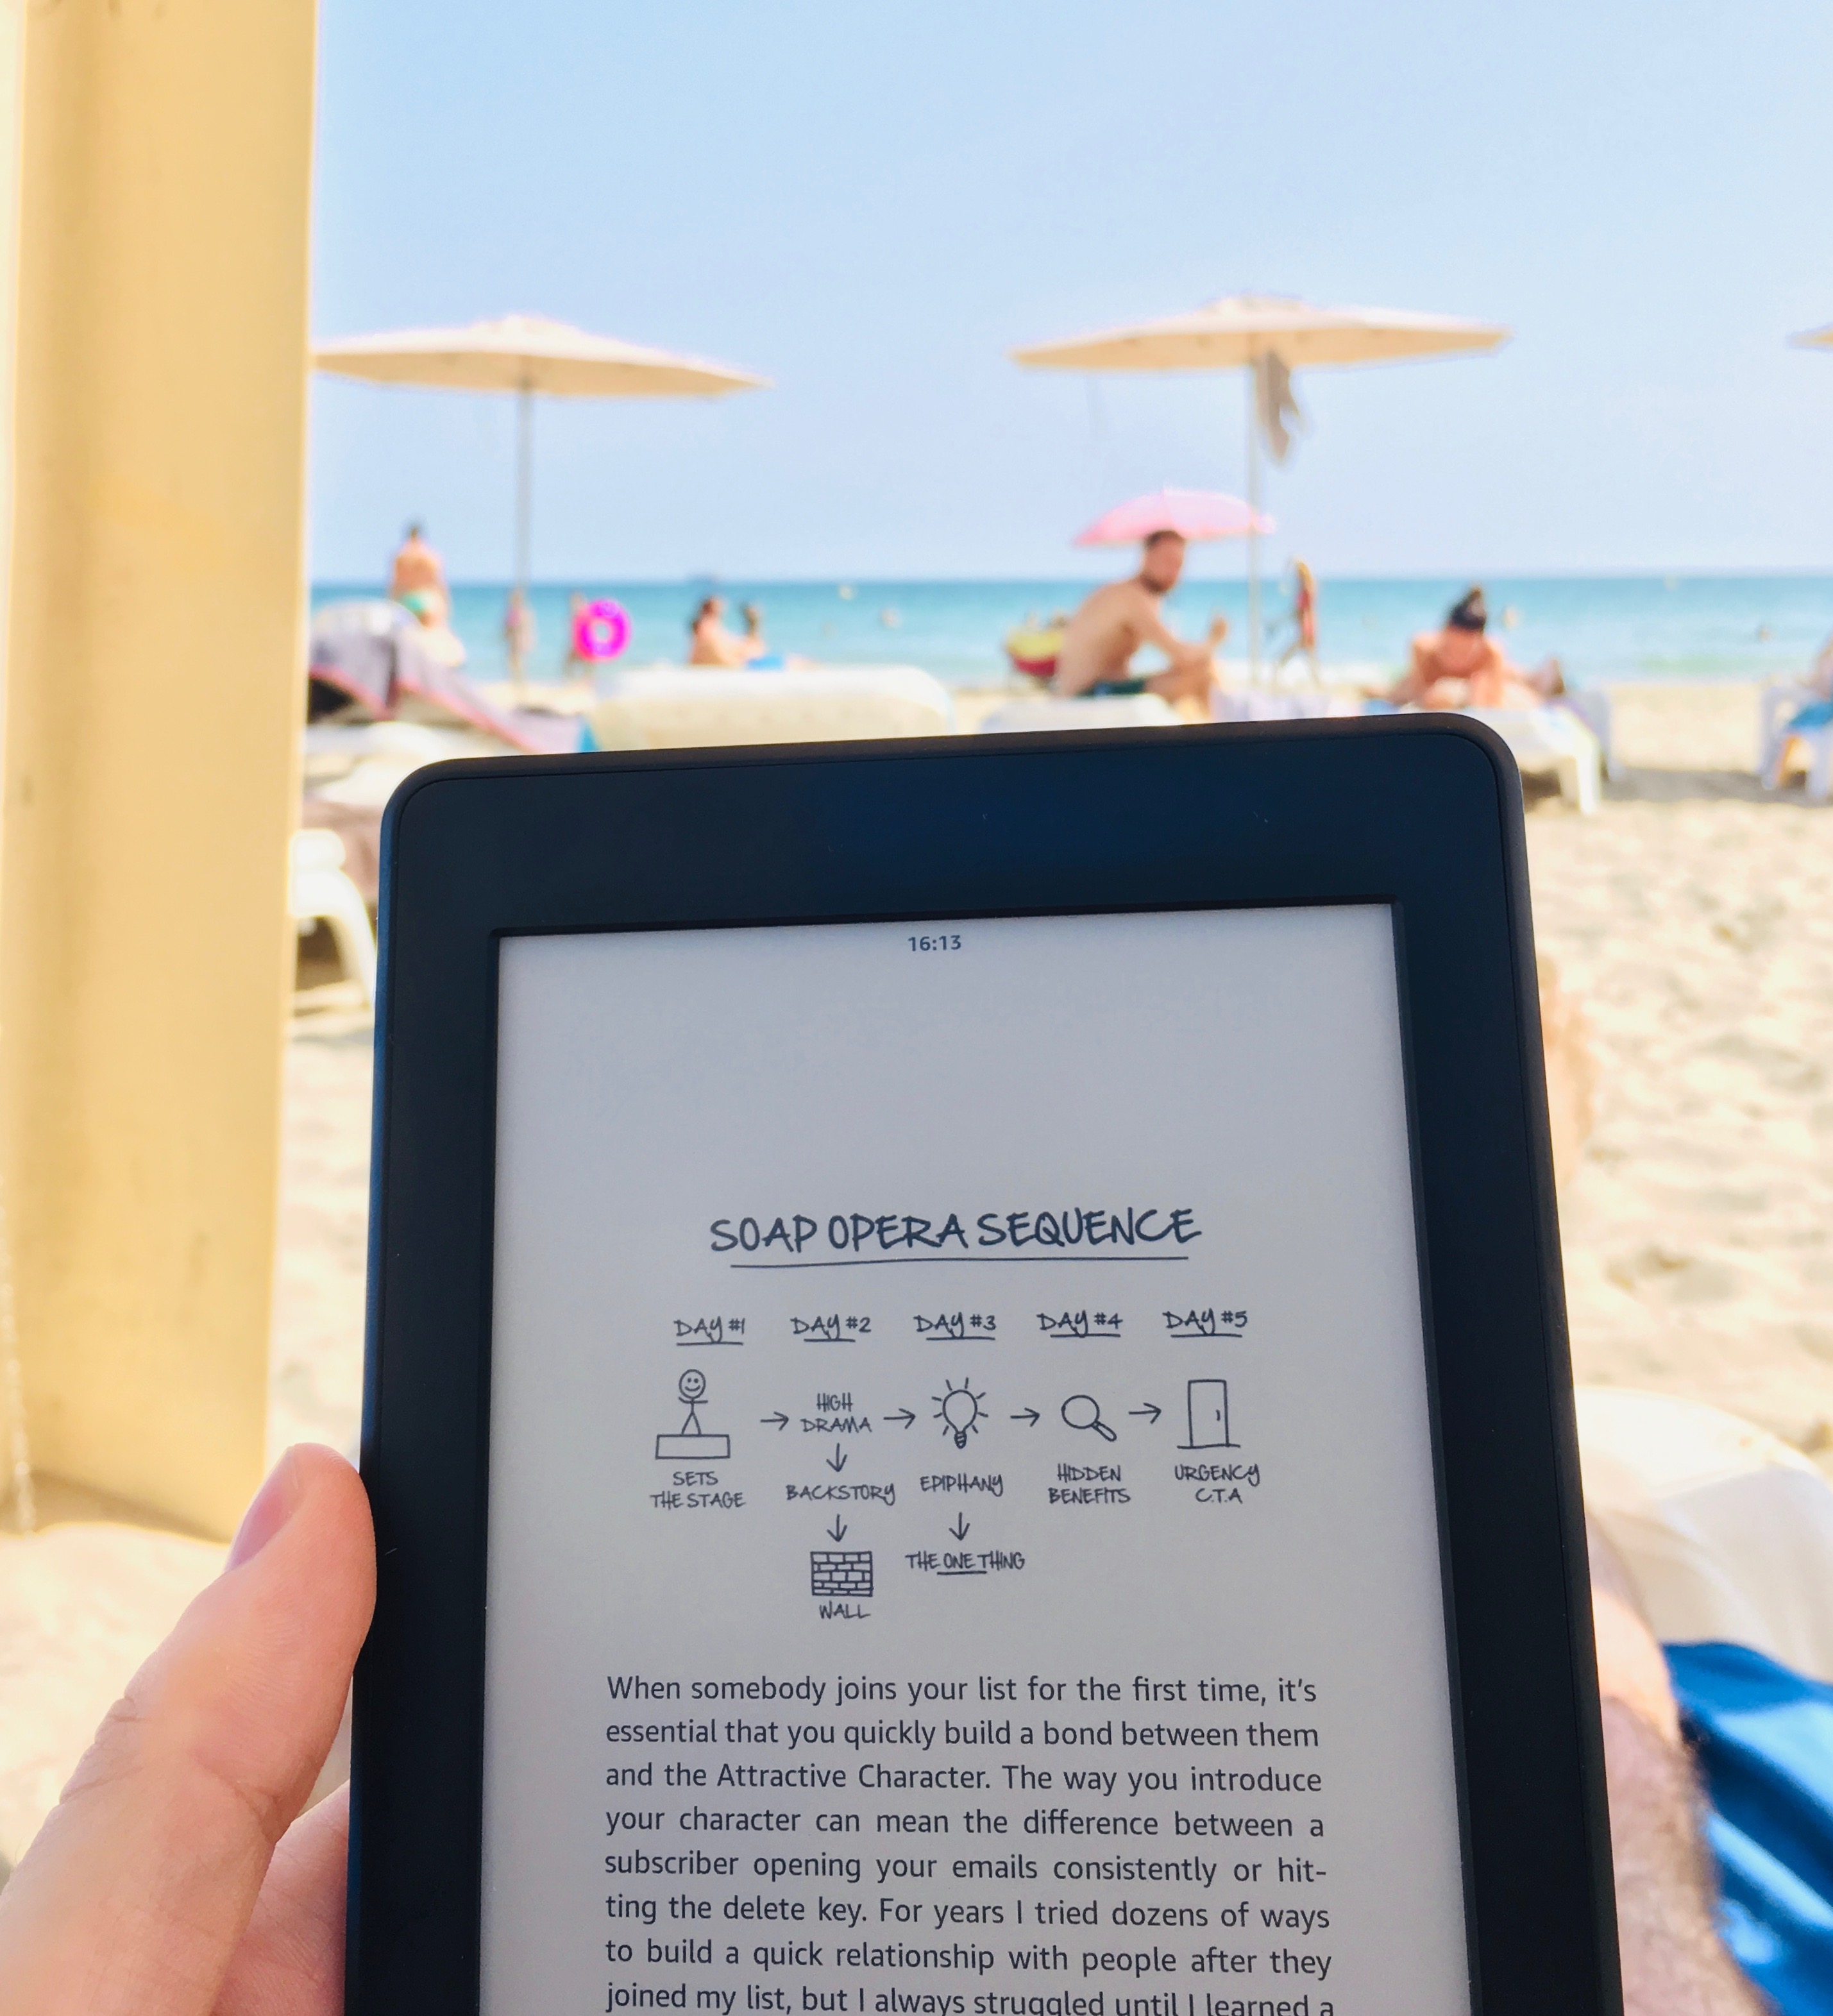 16:13
SOAP OPERA SEQUENCE
DAY #1 DAY #2 DAY #3 DAY #4 DAY #5
HIGH
DRAMA
SETS
THE STAGE
BACKSTORY
EPIPHANY
HIDDEN
BENEFITS
URGENCY
C.T.A
THE ONE THING
WALL
When somebody joins your list for the first time, it's
essential that you quickly build a bond between them
and the Attractive Character. The way you introduce
your character can mean the difference between a
subscriber opening your emails consistently or hit-
ting the delete key. For years I tried dozens of ways
to build a quick relationship with people after they
joined my list, but I always struggled until I learned a